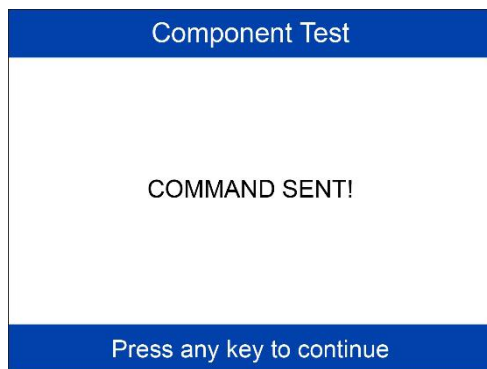 Component Test
COMMAND SENT!
Press any key to continue